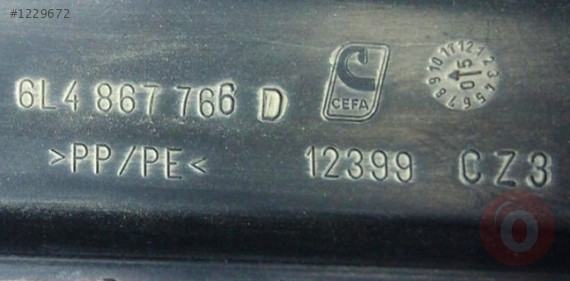 #1229672
6L4 867 766 D
CEFA
>PP/PE<
12399 CZ3